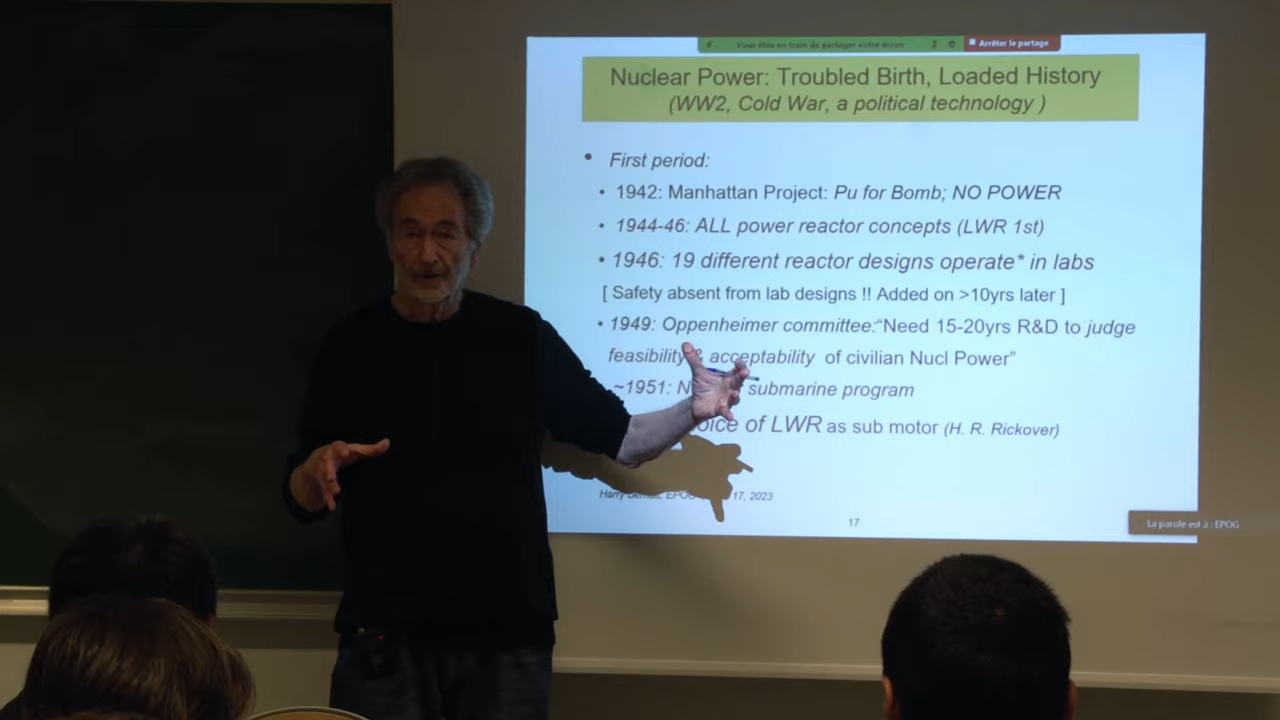 Vous êtes en train de partager votre écran
Arrêter le partage
Nuclear Power: Troubled Birth, Loaded History
(WW2, Cold War, a political technology )
• First period:
• 1942: Manhattan Project: Pu for Bomb; NO POWER
• 1944-46: ALL power reactor concepts (LWR 1st)
• 1946: 19 different reactor designs operate* in labs
[ Safety absent from lab designs !! Added on >10yrs later ]
• 1949: Oppenheimer committee:“Need 15-20yrs R&D to judge
feasibility & acceptability of civilian Nucl Power”
~1951: submarine program
of LWR as sub motor (H. R. Rickover)
Harry 17, 2023
17
La parole est à : EPOG